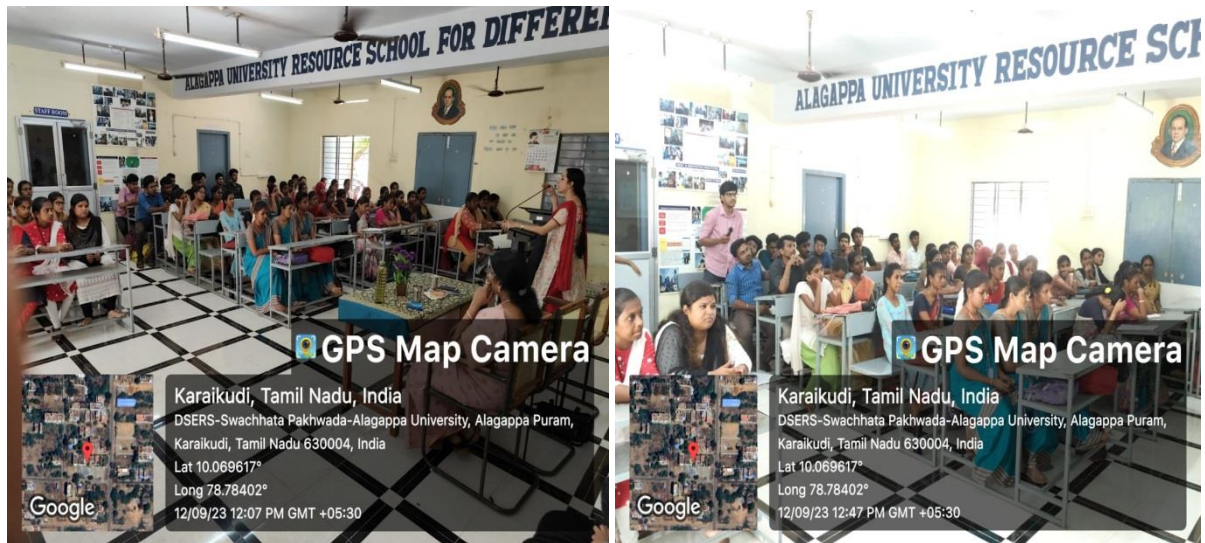 ALAGAPPA UNIVERSITY RESOURCE SCHOOL FOR DIFFERE
STAFF ROOM
GPS Map Camera
Karaikudi, Tamil Nadu, India
DSERS-Swachhata Pakhwada-Alagappa University, Alagappa Puram,
Karaikudi, Tamil Nadu 630004, India
Lat 10.069617°
Long 78.78402°
12/09/23 12:07 PM GMT +05:30
Google
ALAGAPPA UNIVERSITY RESOURCE SCH
GPS Map Camera
Karaikudi, Tamil Nadu, India
DSERS-Swachhata Pakhwada-Alagappa University, Alagappa Puram,
Karaikudi, Tamil Nadu 630004, India
Lat 10.069617°
Long 78.78402°
12/09/23 12:47 PM GMT +05:30
Google